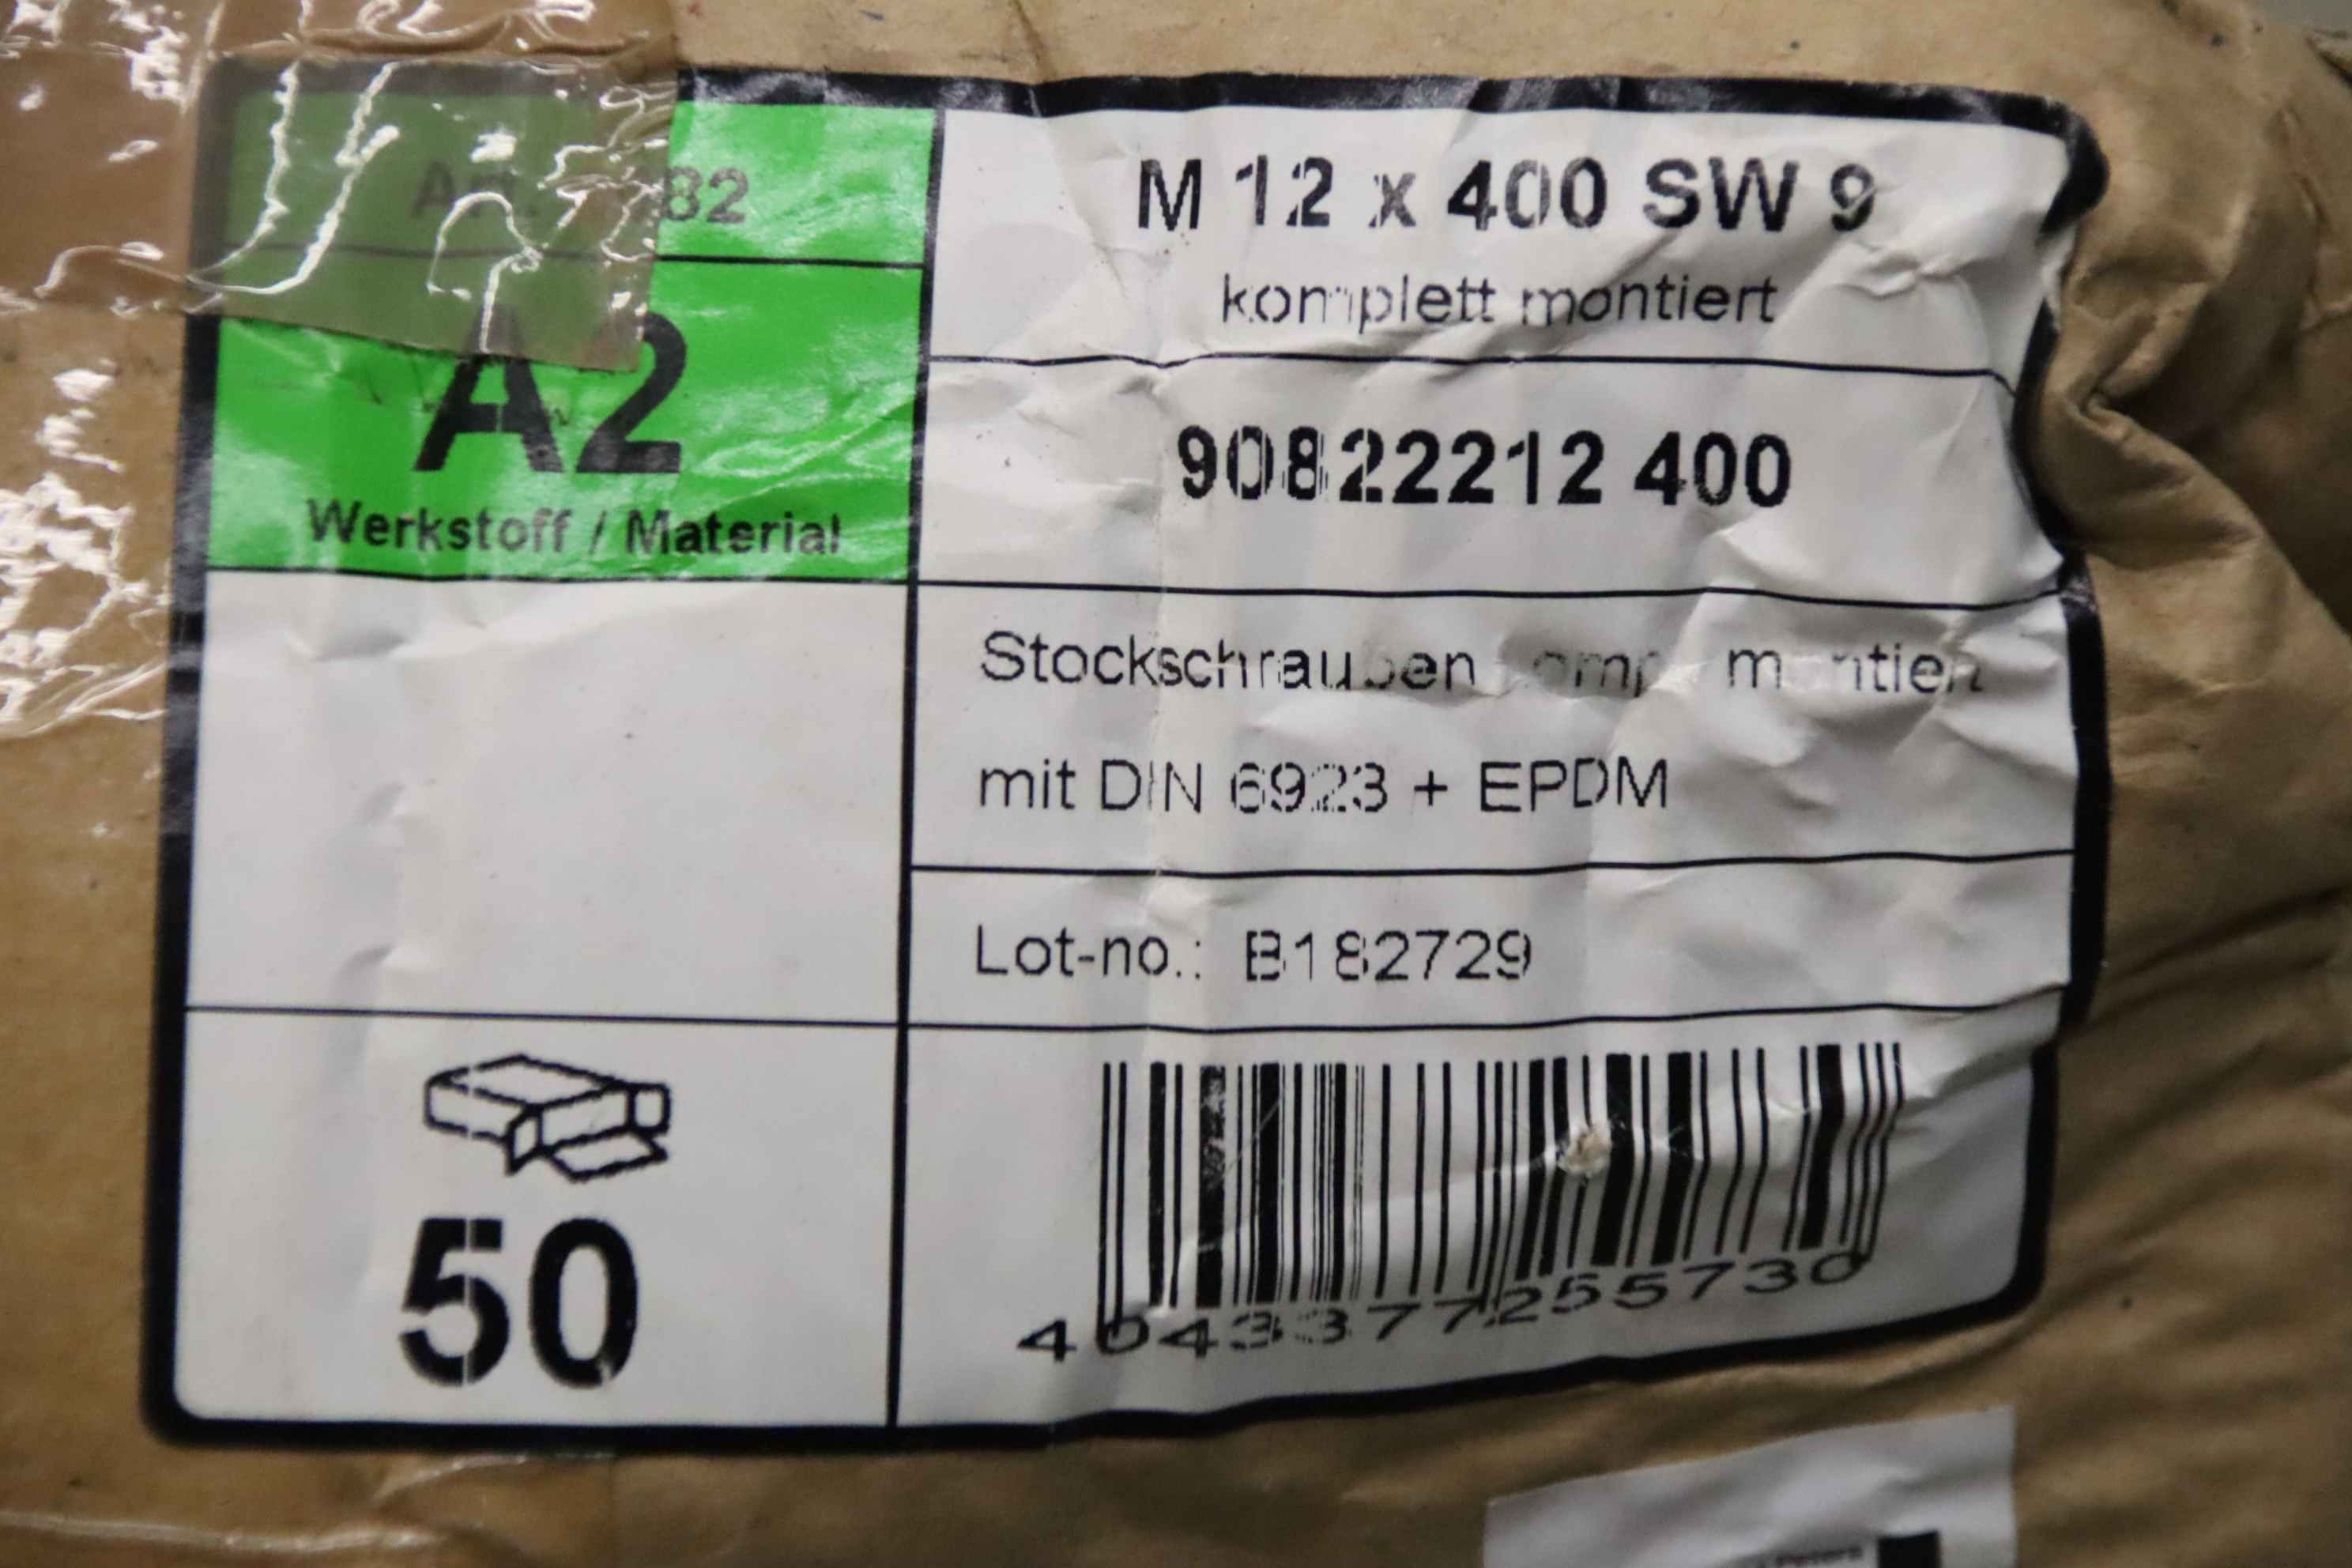 A2
Werkstoff / Material
50
M 12 x 400 SW 9
komplett montiert
90822212 400
Stockschrauben montiert
mit DIN 6923 + EPDM
Lot-no.: B182729
4043377255730